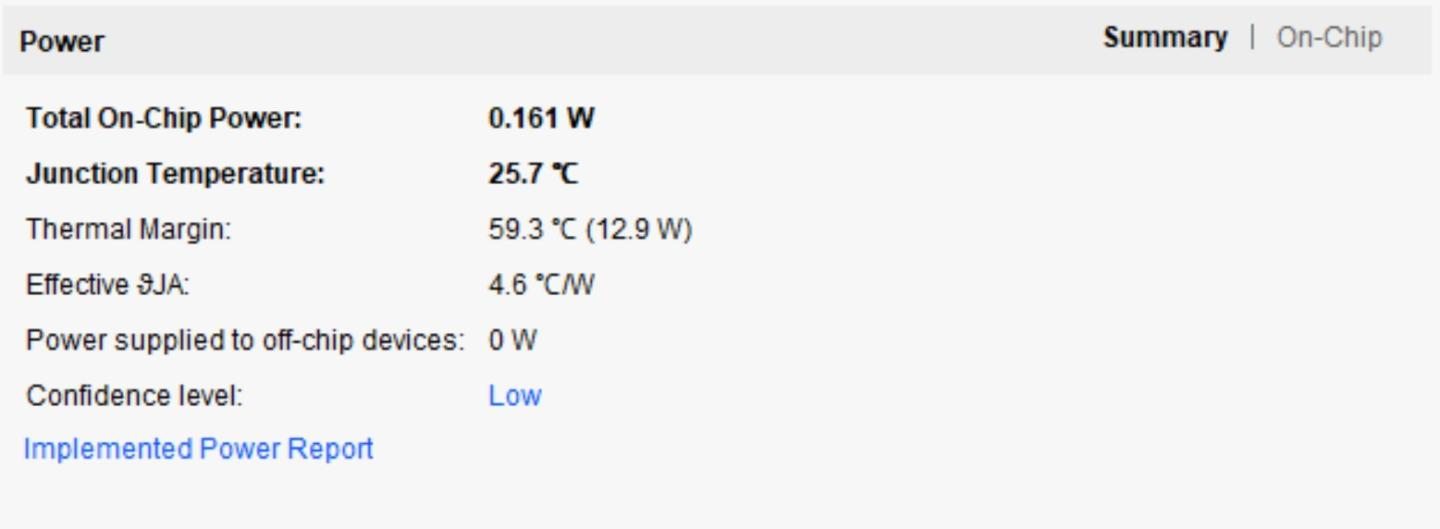 Power Summary | On-Chip
Total On-Chip Power: 0.161 W
Junction Temperature: 25.7 ℃
Thermal Margin: 59.3 ℃ (12.9 W)
Effective ϑJA: 4.6 ℃/W
Power supplied to off-chip devices: 0 W
Confidence level: Low
Implemented Power Report